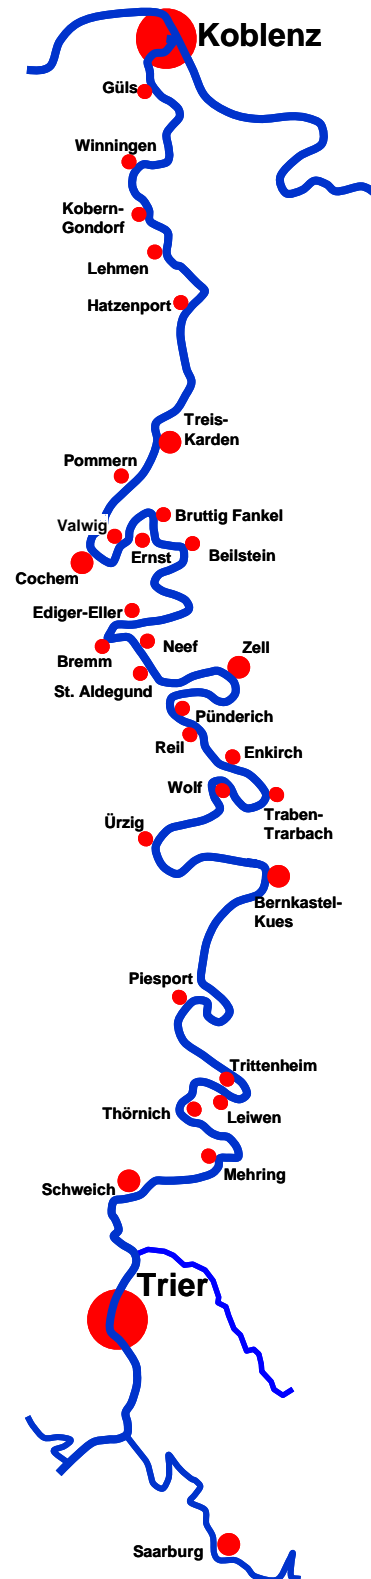 Koblenz
Güls
Winningen
Kobern-
Gondorf
Lehmen
Hatzenport
Treis-
Karden
Pommern
Bruttig Fankel
Valwig
Ernst
Beilstein
Cochem
Ediger-Eller
Neef
Zell
Bremm
St. Aldegund
Pünderich
Reil
Enkirch
Wolf
Traben-
Trarbach
Ürzig
Bernkastel-
Kues
Piesport
Trittenheim
Thörnich
Leiwen
Mehring
Schweich
Trier
Saarburg